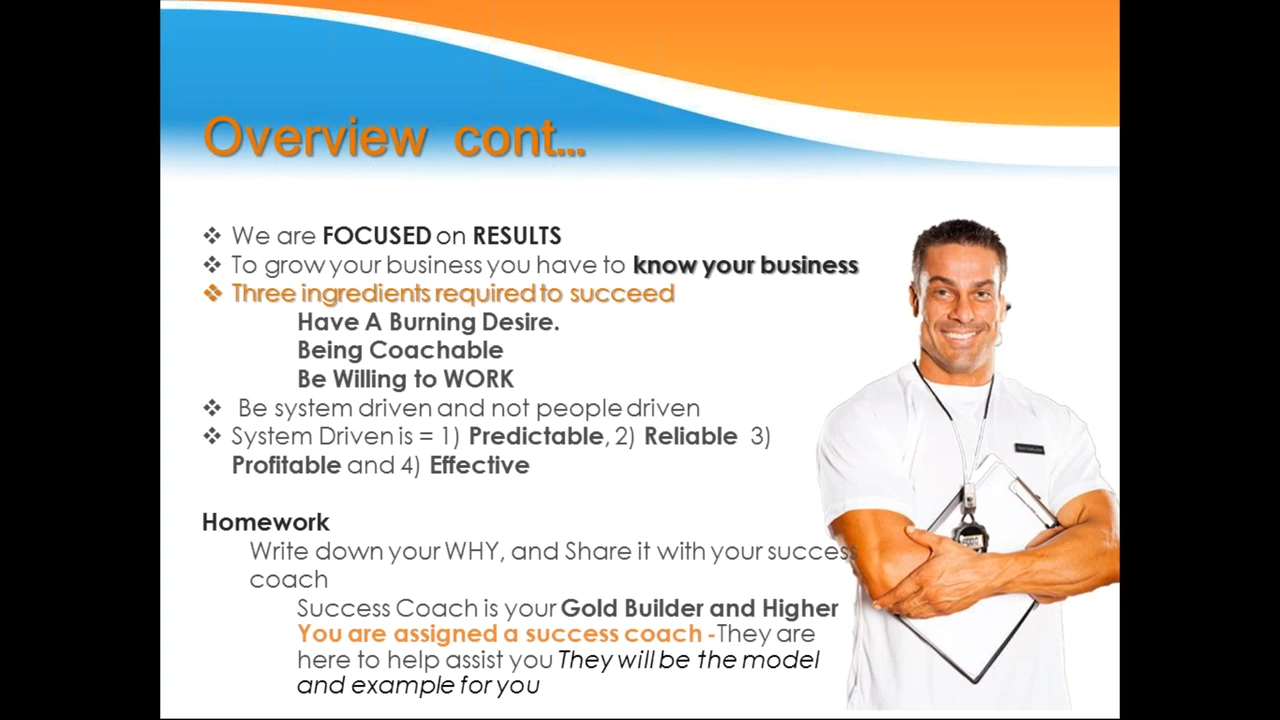 Overview cont...
❖ We are FOCUSED on RESULTS
❖ To grow your business you have to know your business
❖ Three ingredients required to succeed
Have A Burning Desire.
Being Coachable
Be Willing to WORK
❖ Be system driven and not people driven
❖ System Driven is = 1) Predictable, 2) Reliable 3)
Profitable and 4) Effective
Homework
Write down your WHY, and Share it with your success
coach
Success Coach is your Gold Builder and Higher
You are assigned a success coach -They are
here to help assist you They will be the model
and example for you